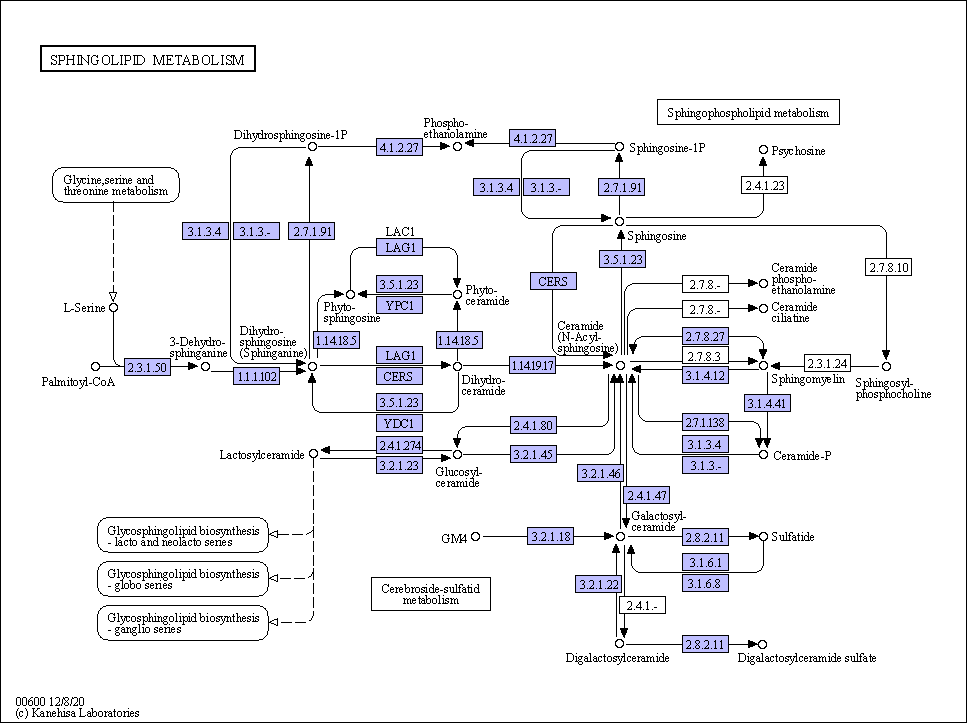 SPHINGOLIPID METABOLISM
Sphingophospholipid metabolism
Dihydrosphingosine-1P
4.1.2.27
Phospho-
ethanolamine
4.1.2.27
Sphingosine-1P
Psychosine
Glycine,serine and
threonine metabolism
3.1.3.4
3.1.3.-
2.7.1.91
2.4.1.23
3.1.3.4
3.1.3.-
2.7.1.91
LAC1
LAG1
Sphingosine
3.5.1.23
2.7.8.10
3.5.1.23
YPC1
CERS
Phyto-
sphingosine
Phyto-
ceramide
2.7.8.-
Ceramide
phospho-
ethanolamine
2.7.8.-
Ceramide
ciliatine
L-Serine
3-Dehydro-
sphinganine
Dihydro-
sphingosine
(Sphinganine)
1.14.18.5
1.14.18.5
Ceramide
(N-Acyl-
sphingosine)
2.7.8.27
LAG1
2.7.8.3
Palmitoyl-CoA
2.3.1.50
1.1.1.102
CERS
Dihydro-
ceramide
1.14.19.17
3.1.4.12
Sphingomyelin
2.3.1.24
Sphingosyl-
phosphocholine
3.5.1.23
YDC1
3.1.4.41
2.4.1.80
2.7.1.138
Lactosylceramide
2.4.1.274
3.2.1.23
Glucosyl-
ceramide
3.2.1.45
3.1.3.4
3.1.3.-
Ceramide-P
3.2.1.46
2.4.1.47
Galactosyl-
ceramide
Glycosphingolipid biosynthesis
- lacto and neolacto series
GM4
3.2.1.18
2.8.2.11
Sulfatide
3.1.6.1
3.1.6.8
Glycosphingolipid biosynthesis
- globo series
Cerebroside-sulfatid
metabolism
3.2.1.22
2.4.1.-
Glycosphingolipid biosynthesis
- ganglio series
2.8.2.11
Digalactosylceramide
Digalactosylceramide sulfate
00600 12/8/20
(c) Kanehisa Laboratories